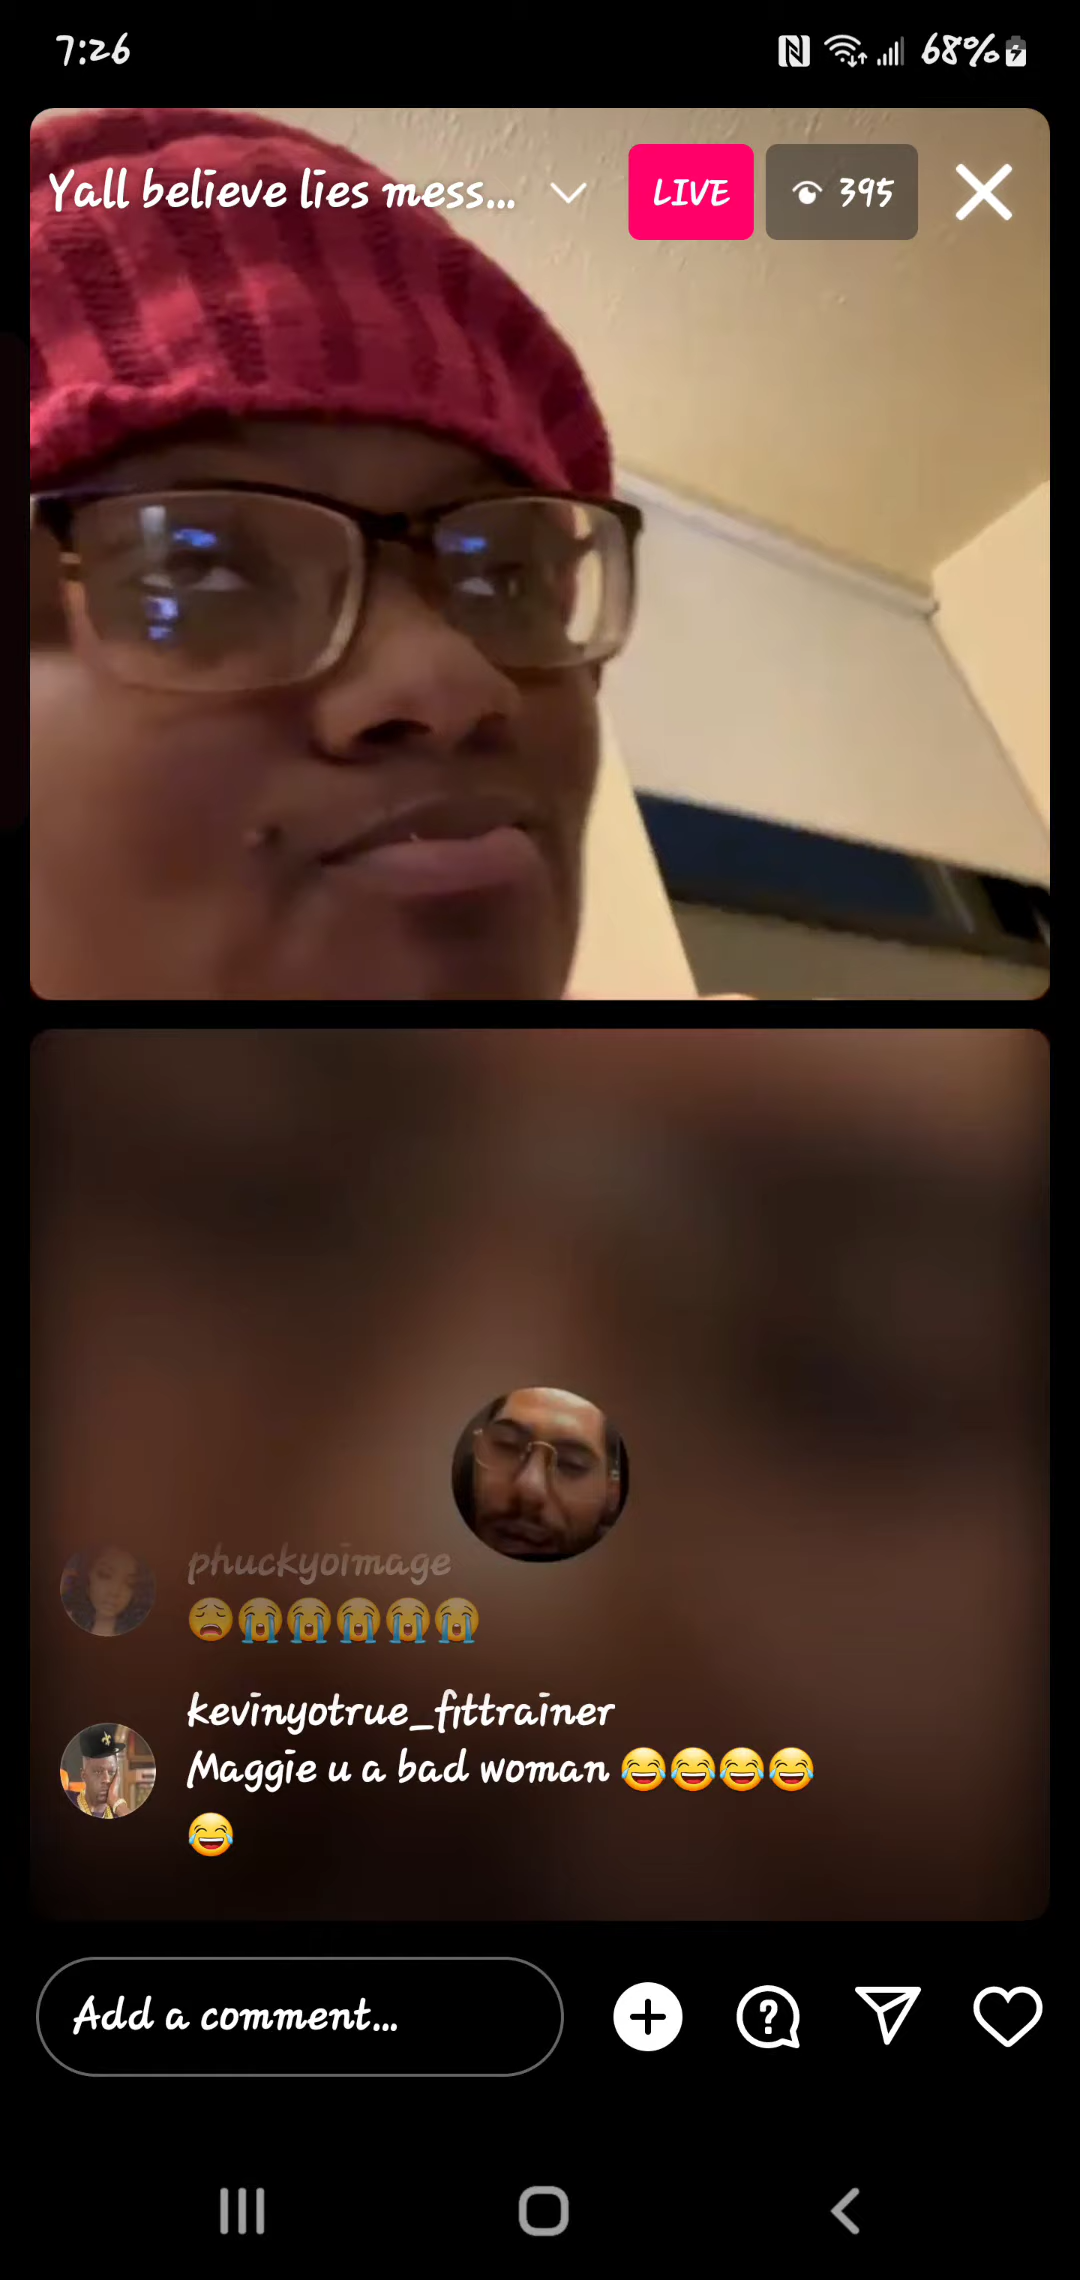 7:26
68%
Yall believe lies mess...
LIVE
395
phuckyoimage
😩😭😭😭😭😭
kevinyotrue_fittrainer
Maggie u a bad woman 😂😂😂😂
😂
Add a comment...